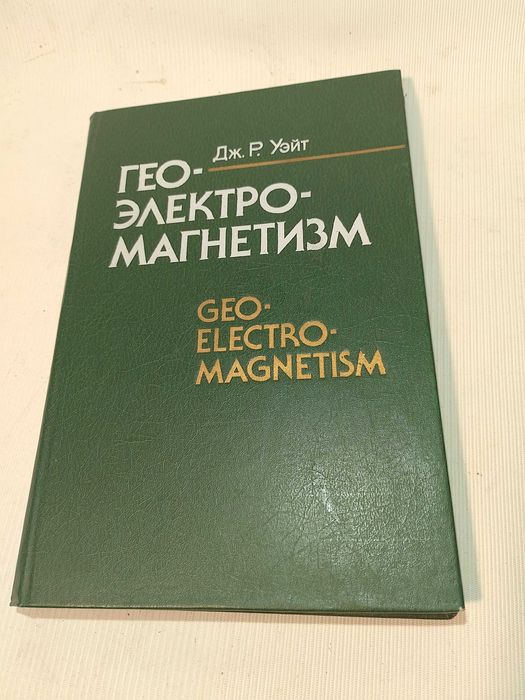 Дж. Р. Уэйт
ГЕО-
ЭЛЕКТРО-
МАГНЕТИЗМ
GEO-
ELECTRO-
MAGNETISM